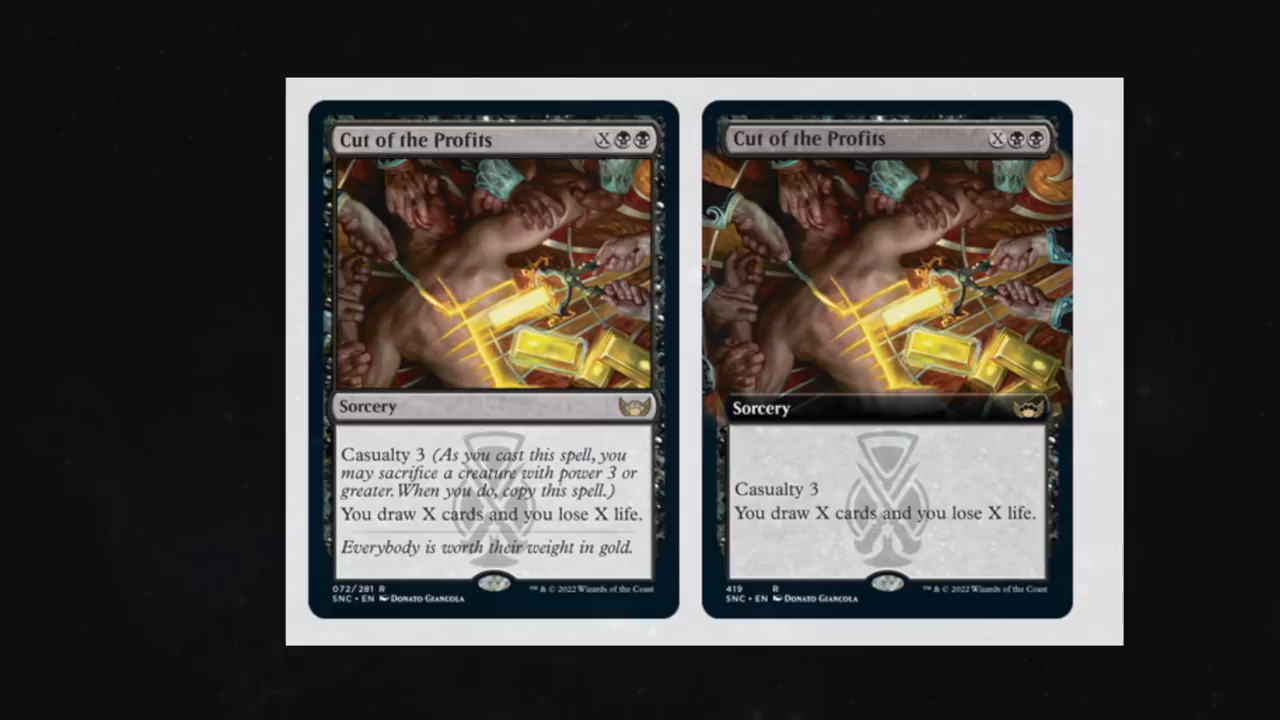 Cut of the Profits X
Sorcery
Casualty 3 (As you cast this spell, you
may sacrifice a creature with power 3 or
greater. When you do, copy this spell.)
You draw X cards and you lose X life.
Everybody is worth their weight in gold.
072/281 R
SNC • EN DONATO GIANCOLA
™ & © 2022 Wizards of the Coast
Cut of the Profits X
Sorcery
Casualty 3
You draw X cards and you lose X life.
419 R
SNC • EN DONATO GIANCOLA
™ & © 2022 Wizards of the Coast